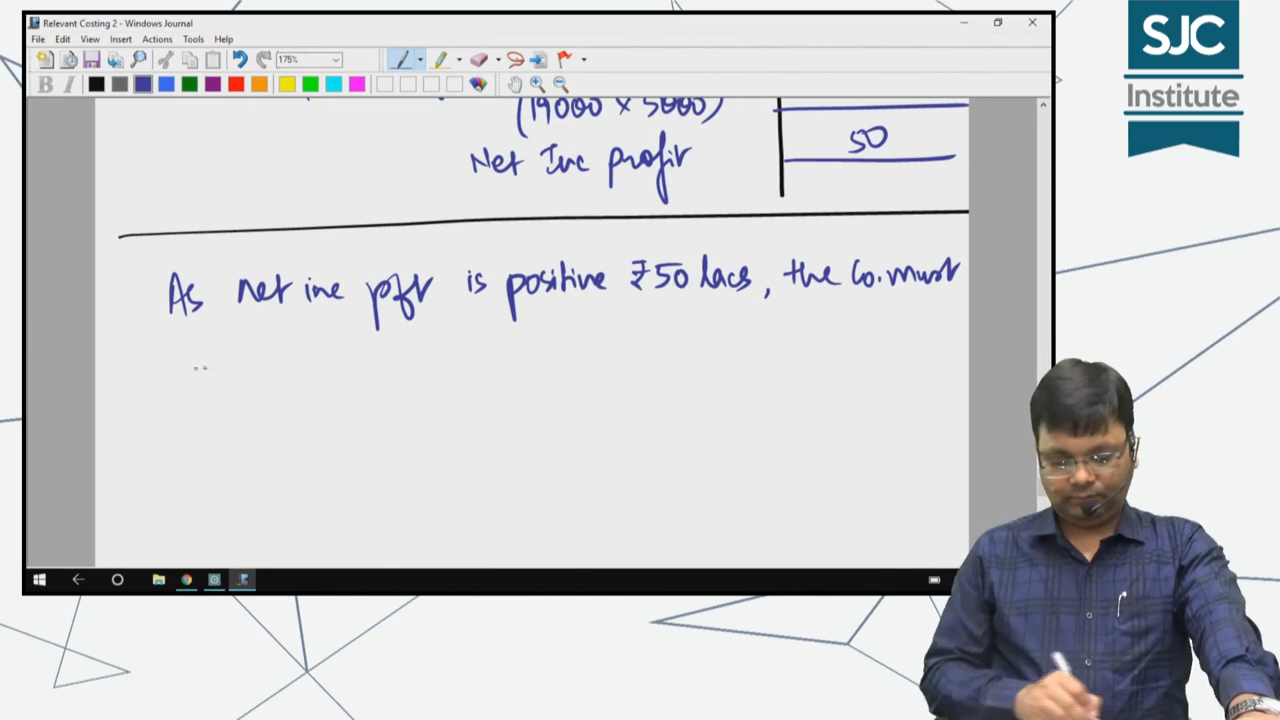 Relevant Costing 2 - Windows Journal
File Edit View Insert Actions Tools Help
175%
B I
(19000 x 5000)
50
Net Inc profit
As net inc pft is positive ₹50 lacs, the Co. must
SJC
Institute